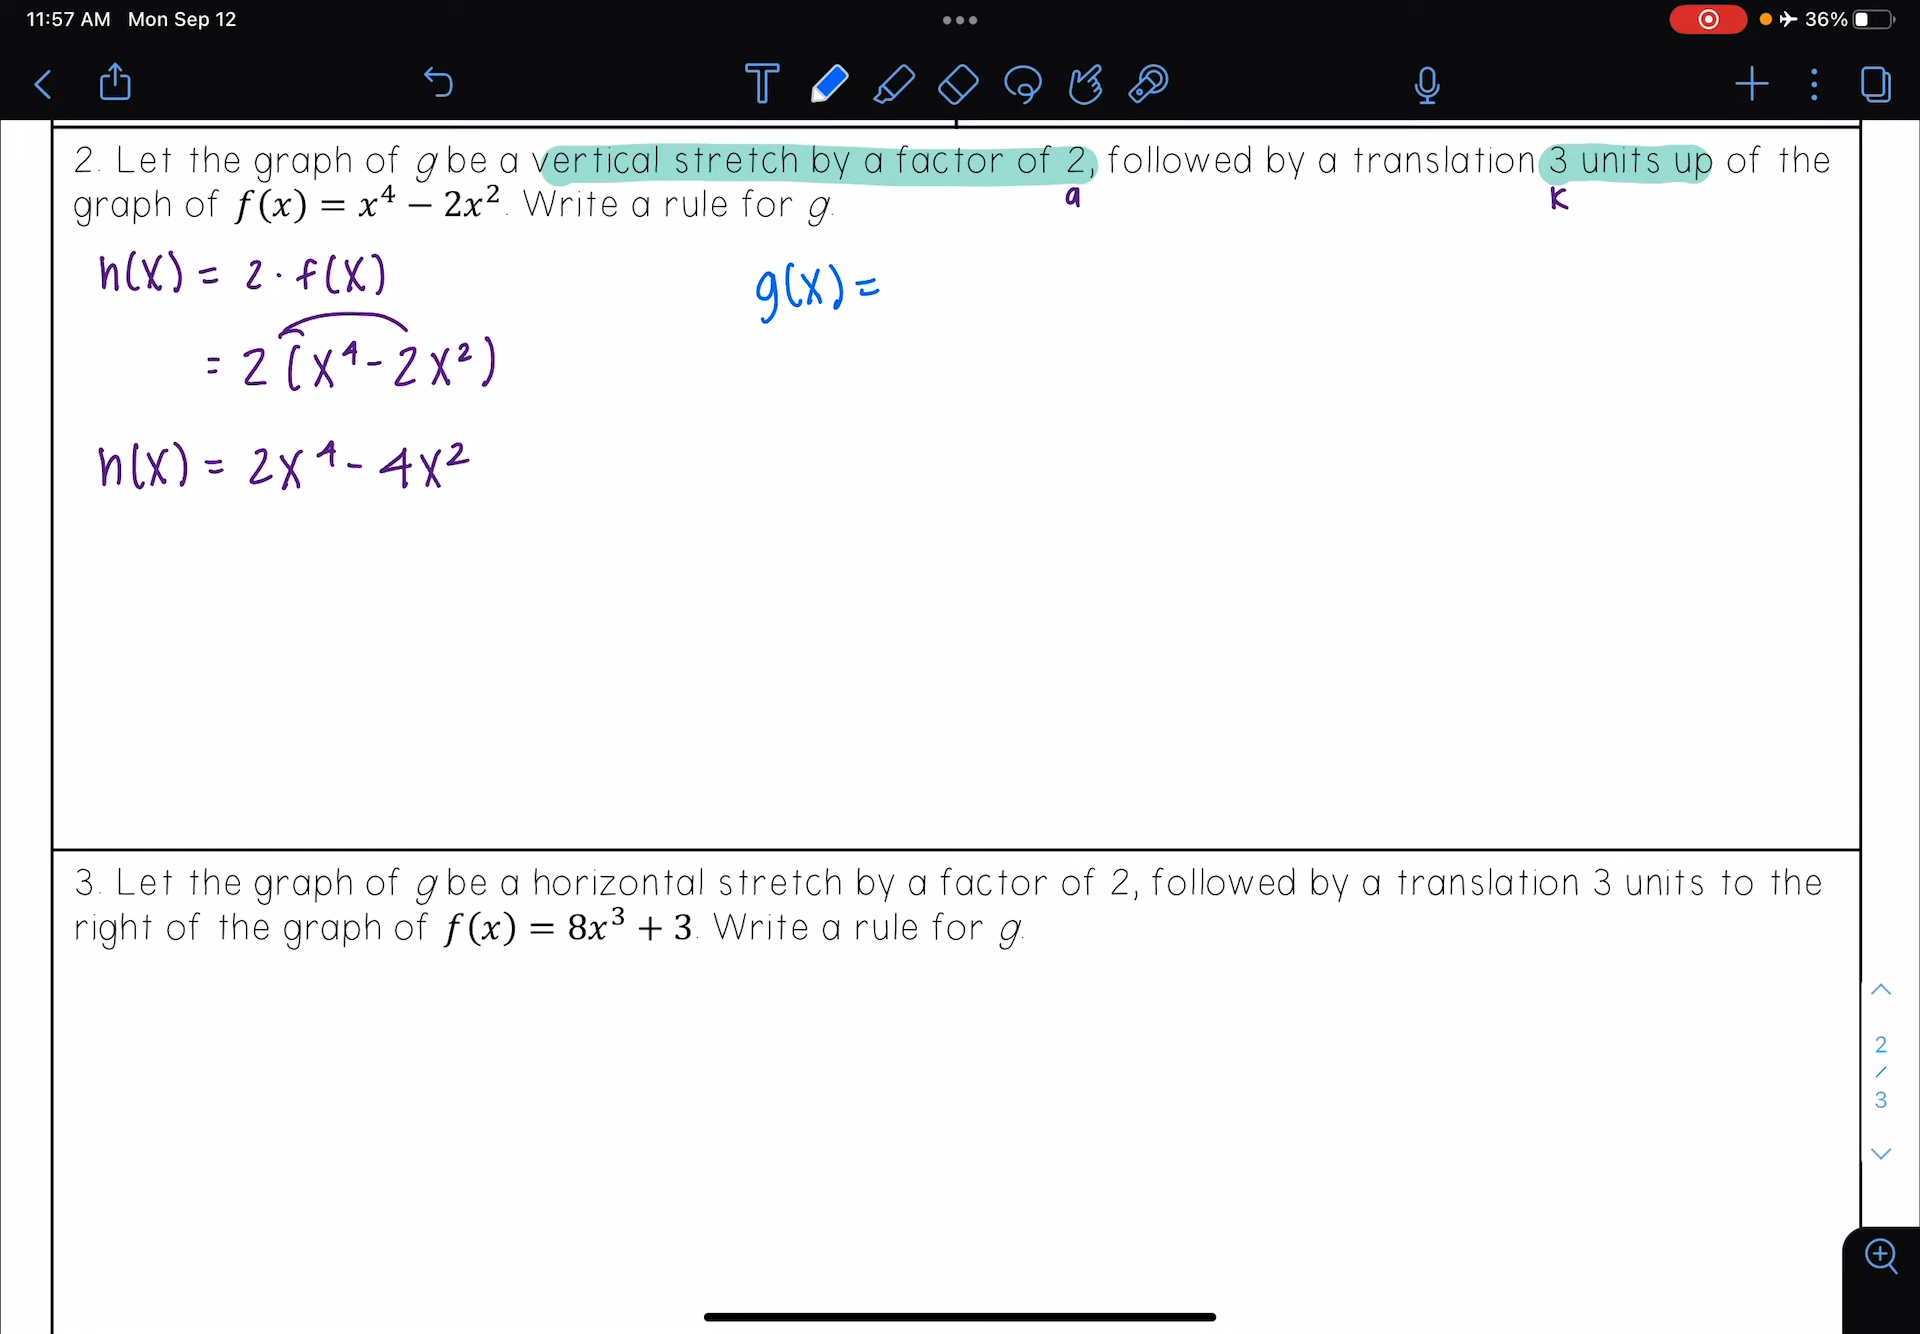 11:57 AM Mon Sep 12
36%
2. Let the graph of g be a vertical stretch by a factor of 2, followed by a translation 3 units up of the
a
K
graph of f(x) = x⁴ − 2x². Write a rule for g.
h(x) = 2 · f(x)
g(x) =
= 2(x⁴ - 2x²)
h(x) = 2x⁴ - 4x²
3. Let the graph of g be a horizontal stretch by a factor of 2, followed by a translation 3 units to the
right of the graph of f(x) = 8x³ + 3. Write a rule for g.
2
/
3